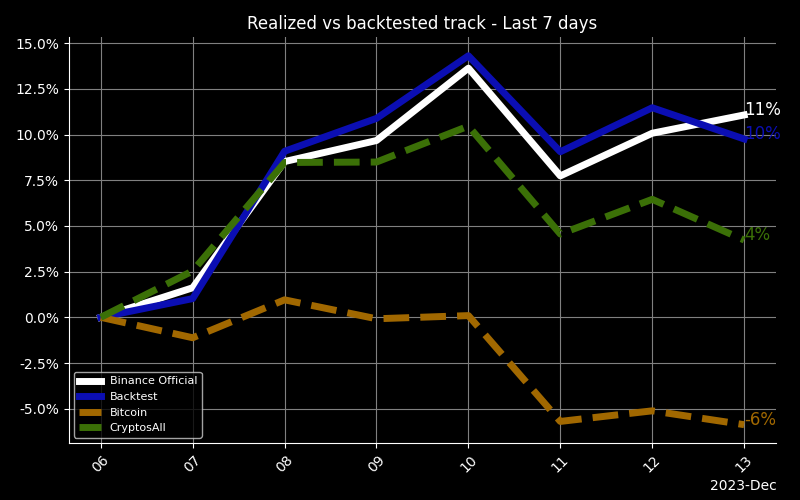 Realized vs backtested track - Last 7 days
15.0%
12.5%
10.0%
7.5%
5.0%
2.5%
0.0%
-2.5%
-5.0%
11%
10%
4%
-6%
Binance Official
Backtest
Bitcoin
CryptosAll
06 07 08 09 10 11 12 13
2023-Dec